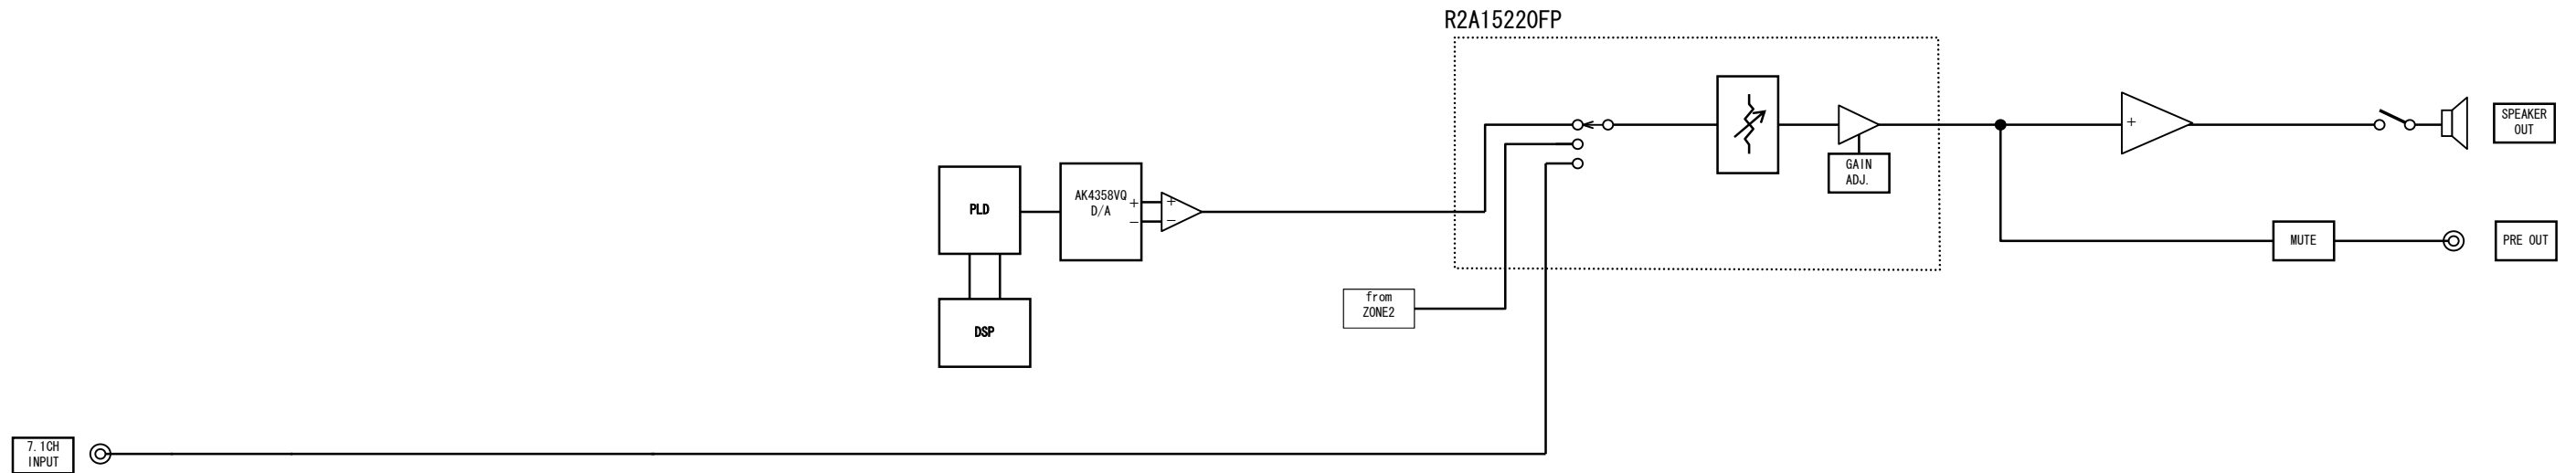 R2A15220FP
SPEAKER
OUT
+
GAIN
ADJ.
AK4358VQ
D/A
+
−
+
−
PLD
MUTE
PRE OUT
from
ZONE2
DSP
7.1CH
INPUT